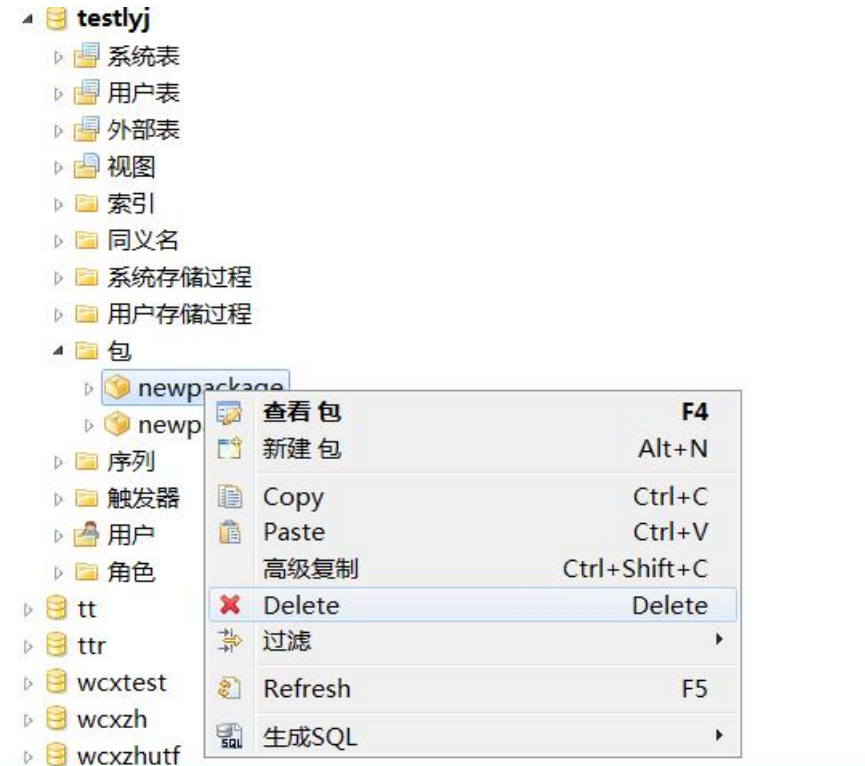 testlyj
系统表
用户表
外部表
视图
索引
同义名
系统存储过程
用户存储过程
包
newpackage
newp
查看 包 F4
新建 包 Alt+N
Copy Ctrl+C
Paste Ctrl+V
高级复制 Ctrl+Shift+C
Delete Delete
过滤
Refresh F5
生成SQL
序列
触发器
用户
角色
tt
ttr
wcxtest
wcxzh
wcxzhutf